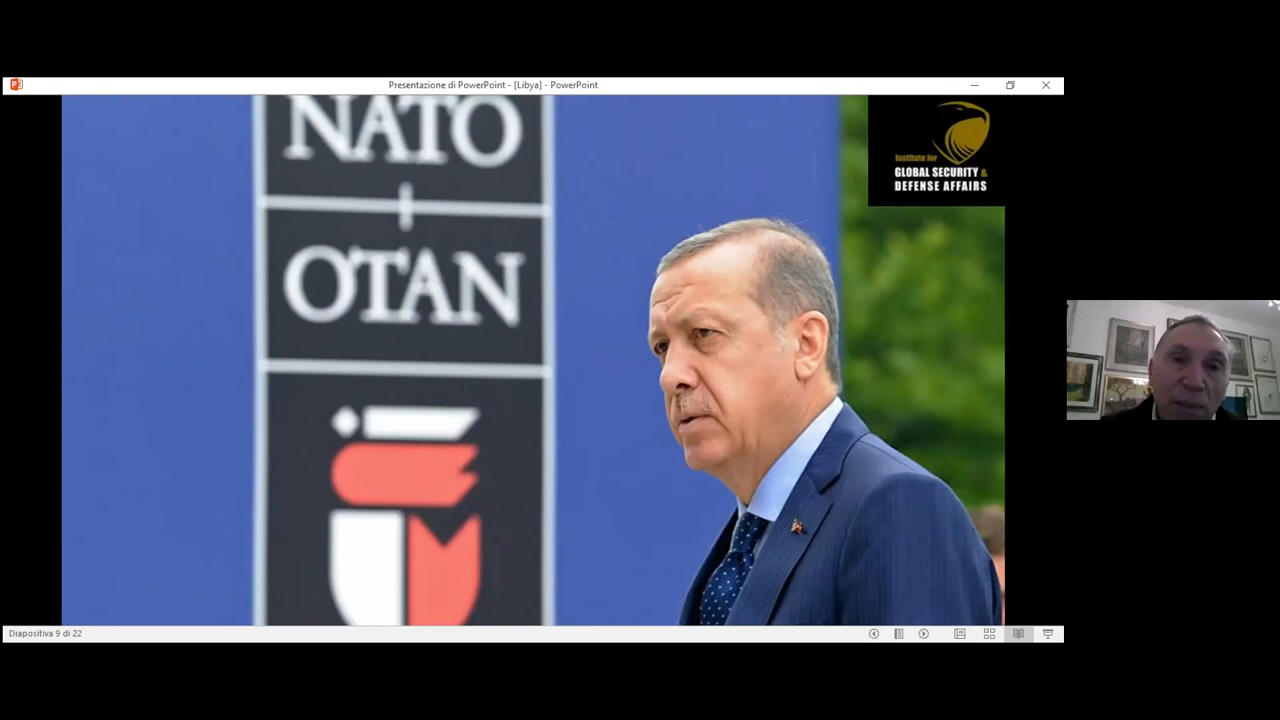 Presentazione di PowerPoint - [Libya] - PowerPoint
NATO
OTAN
Institute for
GLOBAL SECURITY &
DEFENSE AFFAIRS
Diapositiva 9 di 22